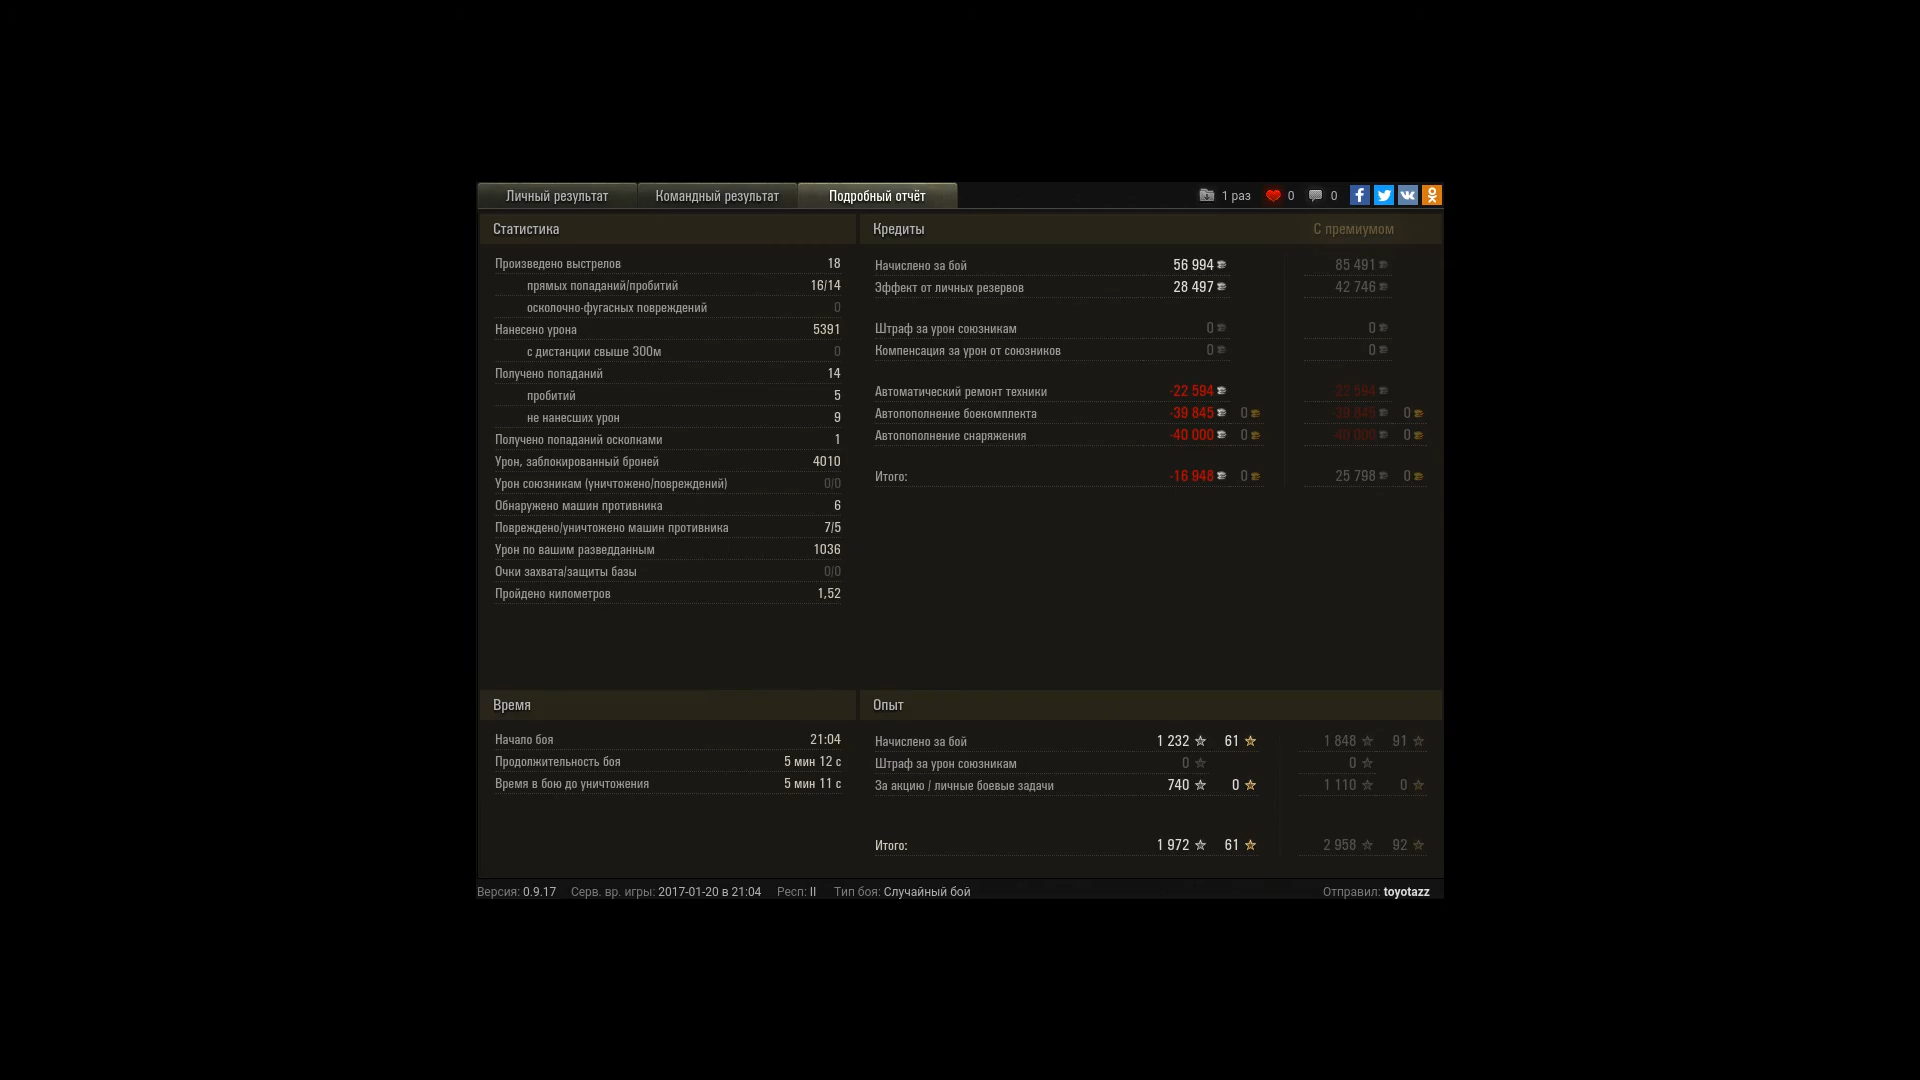 Личный результат Командный результат Подробный отчёт 1 раз 0 0
Статистика
Произведено выстрелов 18
прямых попаданий/пробитий 16/14
осколочно-фугасных повреждений 0
Нанесено урона 5391
с дистанции свыше 300м 0
Получено попаданий 14
пробитий 5
не нанесших урон 9
Получено попаданий осколками 1
Урон, заблокированный броней 4010
Урон союзникам (уничтожено/повреждений) 0/0
Обнаружено машин противника 6
Повреждено/уничтожено машин противника 7/5
Урон по вашим разведданным 1036
Очки захвата/защиты базы 0/0
Пройдено километров 1,52
Кредиты С премиумом
Начислено за бой 56 994 85 491
Эффект от личных резервов 28 497 42 746
Штраф за урон союзникам 0 0
Компенсация за урон от союзников 0 0
Автоматический ремонт техники -22 594 -22 594
Автопополнение боекомплекта -39 845 0 -39 845 0
Автопополнение снаряжения -40 000 0 -40 000 0
Итого: -16 948 0 25 798 0
Время
Начало боя 21:04
Продолжительность боя 5 мин 12 с
Время в бою до уничтожения 5 мин 11 с
Опыт
Начислено за бой 1 232 61 1 848 91
Штраф за урон союзникам 0 0
За акцию / личные боевые задачи 740 0 1 110 0
Итого: 1 972 61 2 958 92
Версия: 0.9.17 Серв. вр. игры: 2017-01-20 в 21:04 Респ: II Тип боя: Случайный бой Отправил: toyotazz